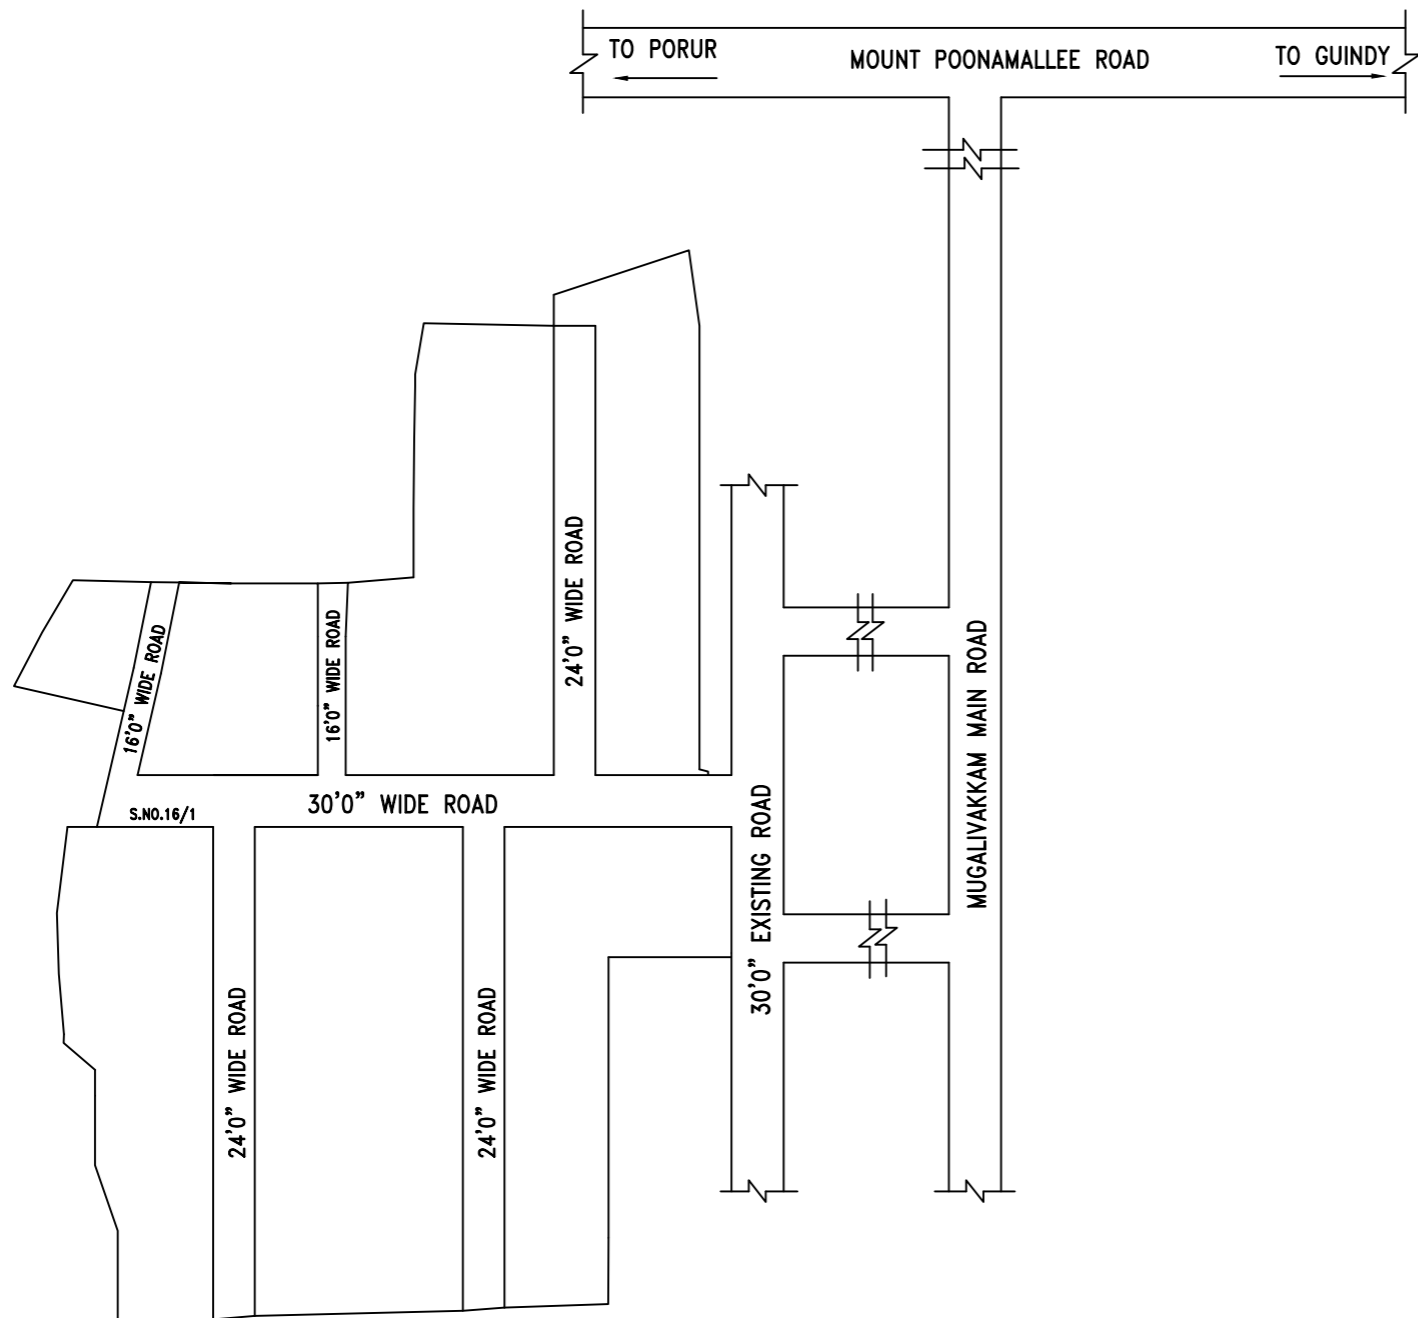 TO PORUR
MOUNT POONAMALLEE ROAD
TO GUINDY
24'0" WIDE ROAD
16'0" WIDE ROAD
16'0" WIDE ROAD
MUGALIVAKKAM MAIN ROAD
30'0" WIDE ROAD
S.NO.16/1
30'0" EXISTING ROAD
24'0" WIDE ROAD
24'0" WIDE ROAD